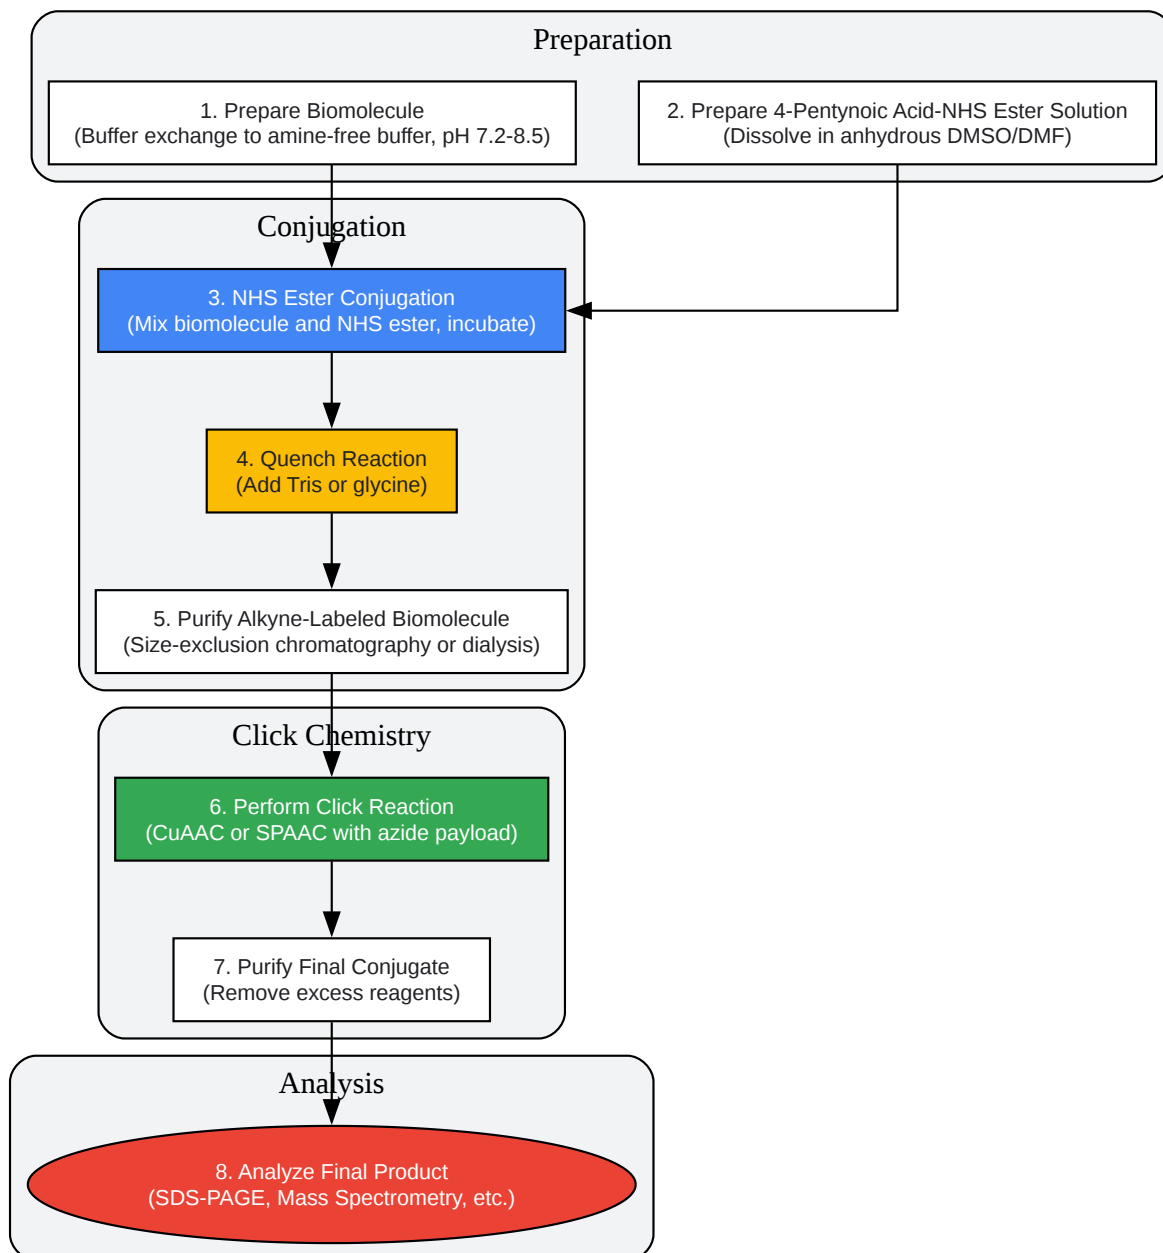 Preparation
1. Prepare Biomolecule
(Buffer exchange to amine-free buffer, pH 7.2-8.5)
2. Prepare 4-Pentynoic Acid-NHS Ester Solution
(Dissolve in anhydrous DMSO/DMF)
Conjugation
3. NHS Ester Conjugation
(Mix biomolecule and NHS ester, incubate)
4. Quench Reaction
(Add Tris or glycine)
5. Purify Alkyne-Labeled Biomolecule
(Size-exclusion chromatography or dialysis)
Click Chemistry
6. Perform Click Reaction
(CuAAC or SPAAC with azide payload)
7. Purify Final Conjugate
(Remove excess reagents)
Analysis
8. Analyze Final Product
(SDS-PAGE, Mass Spectrometry, etc.)